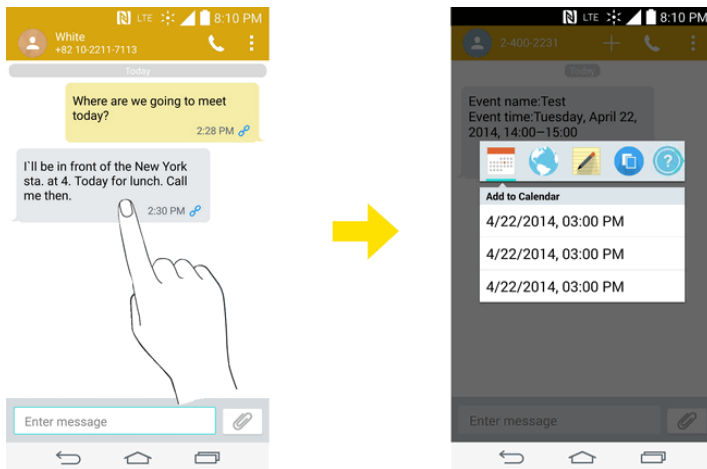 LTE 8:10 PM
White
+82 10-2211-7113
Today
Where are we going to meet
today?
2:28 PM
I`ll be in front of the New York
sta. at 4. Today for lunch. Call
me then.
2:30 PM
Enter message
LTE 8:10 PM
2-400-2231
Today
Event name:Test
Event time:Tuesday, April 22,
2014, 14:00–15:00
Add to Calendar
4/22/2014, 03:00 PM
4/22/2014, 03:00 PM
4/22/2014, 03:00 PM
Enter message